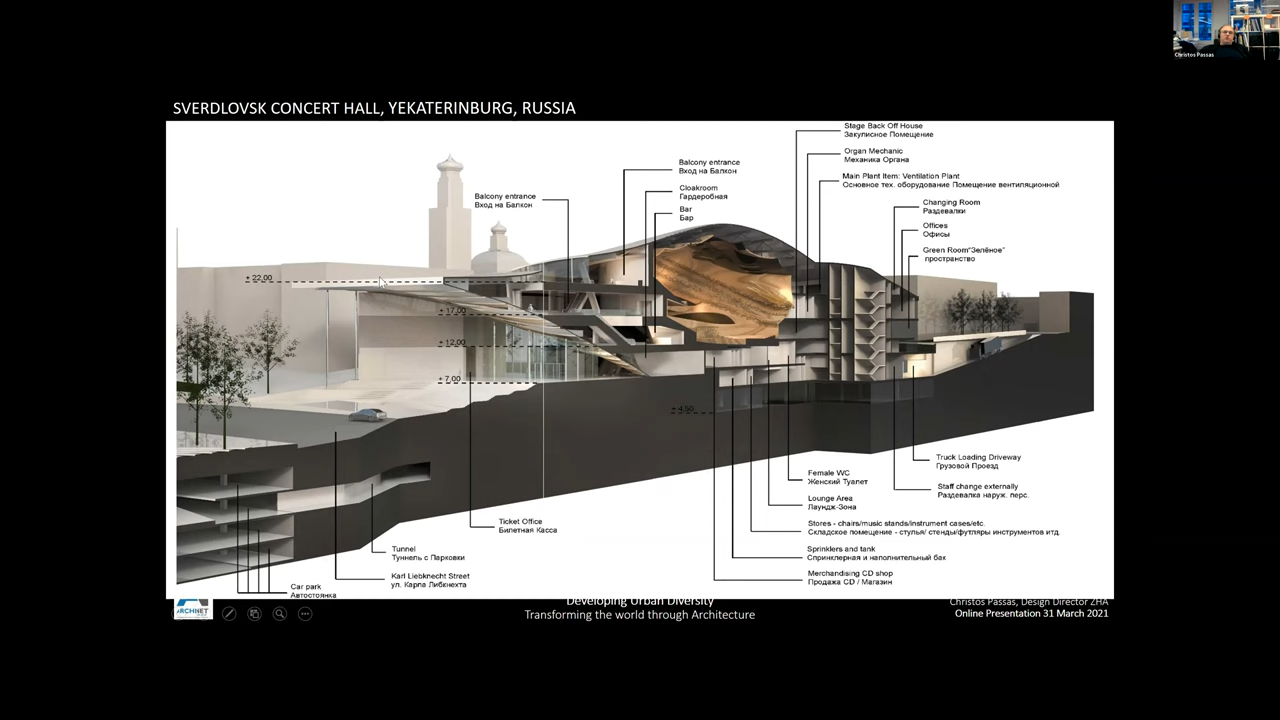 Christos Passas
SVERDLOVSK CONCERT HALL, YEKATERINBURG, RUSSIA
Stage Back Off House
Закулисное Помещение
Organ Mechanic
Механика Органа
Main Plant Item: Ventilation Plant
Основное тех. оборудование Помещение вентиляционной
Balcony entrance
Вход на Балкон
Cloakroom
Гардеробная
Bar
Бар
Balcony entrance
Вход на Балкон
Changing Room
Раздевалки
Offices
Офисы
Green Room"Зелёное"
пространство
+ 22,00
+ 17,00
+ 12,00
+ 7,00
+ 4,50
Truck Loading Driveway
Грузовой Проезд
Staff change externally
Раздевалка наруж. перс.
Female WC
Женский Туалет
Lounge Area
Лаундж-Зона
Stores - chairs/music stands/instrument cases/etc.
Складское помещение - стулья/ стенды/футляры инструментов итд.
Sprinklers and tank
Спринклерная и наполнительный бак
Merchandising CD shop
Продажа CD / Магазин
Ticket Office
Билетная Касса
Tunnel
Туннель с Парковки
Karl Liebknecht Street
ул. Карла Либкнехта
Car park
Автостоянка
ARCHNET
Developing Urban Diversity
Transforming the world through Architecture
Christos Passas, Design Director ZHA
Online Presentation 31 March 2021